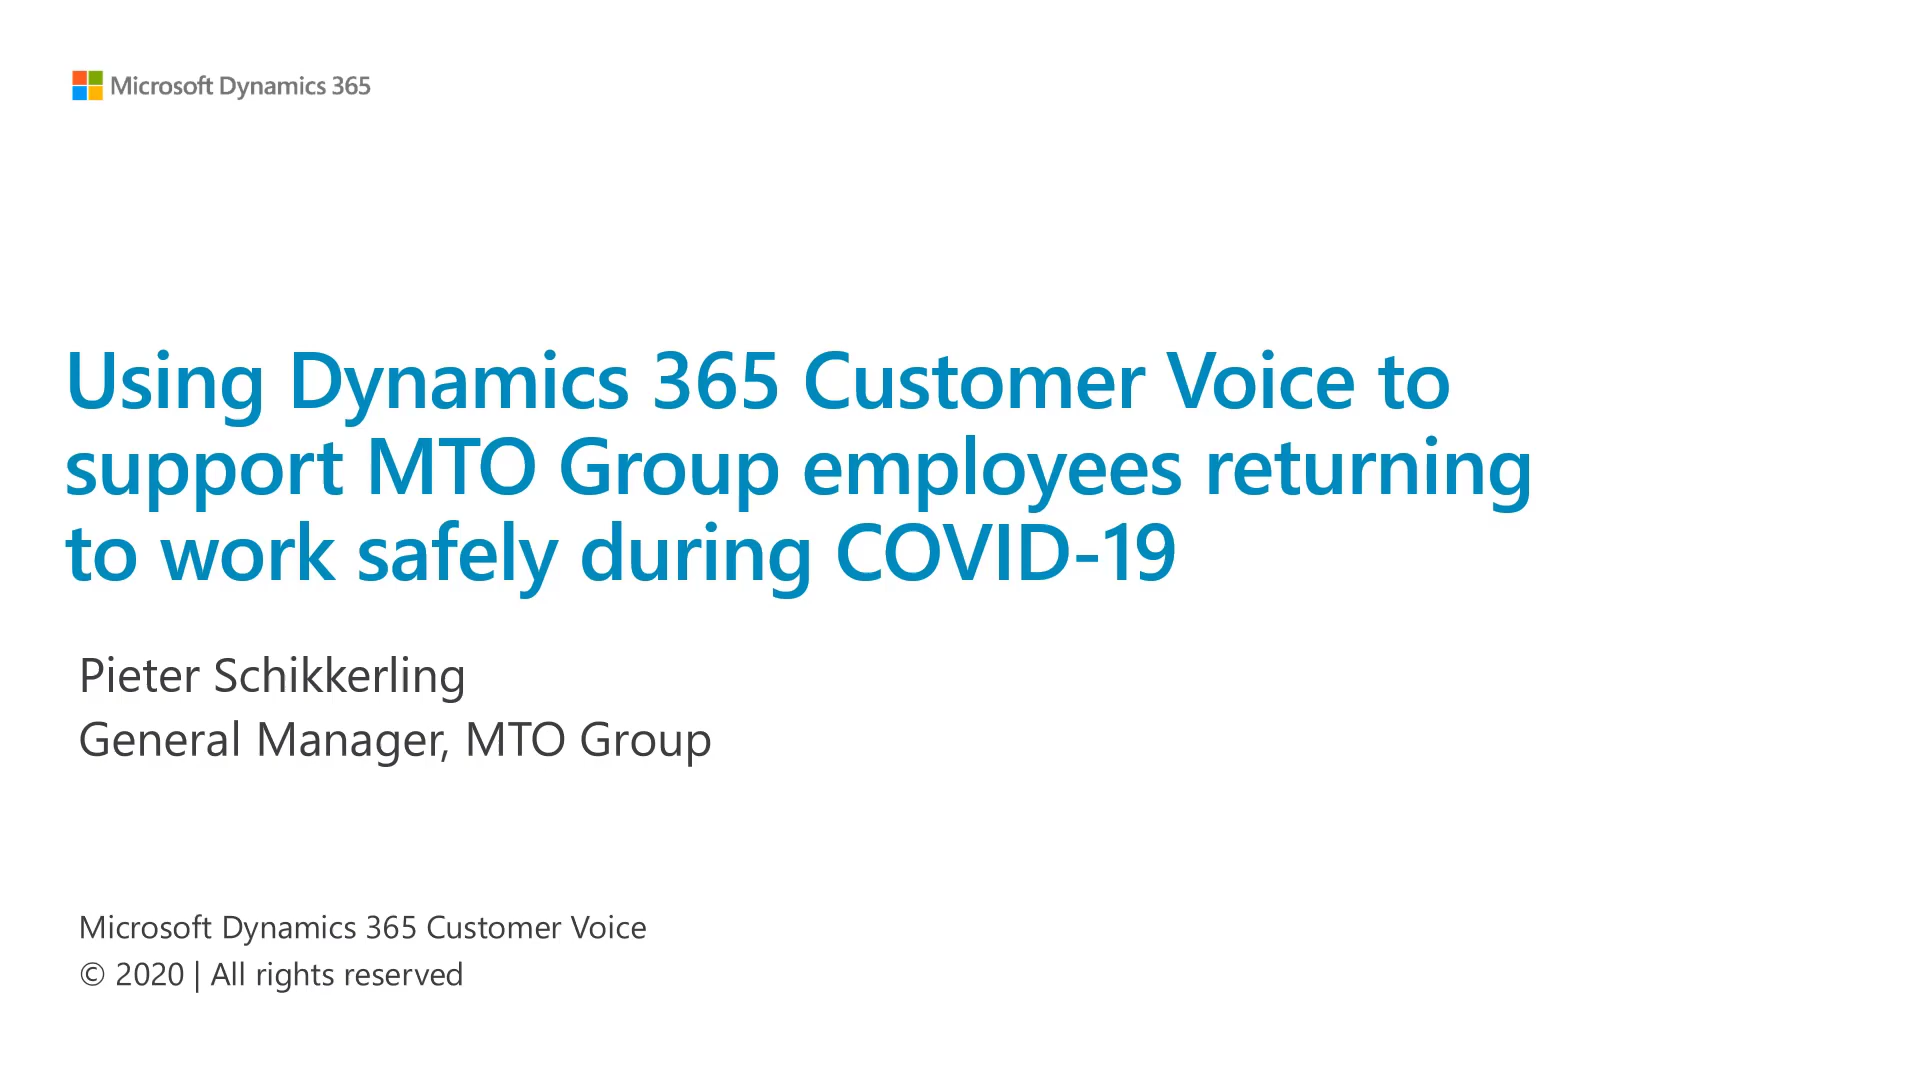 Microsoft Dynamics 365
Using Dynamics 365 Customer Voice to
support MTO Group employees returning
to work safely during COVID-19
Pieter Schikkerling
General Manager, MTO Group
Microsoft Dynamics 365 Customer Voice
© 2020 | All rights reserved